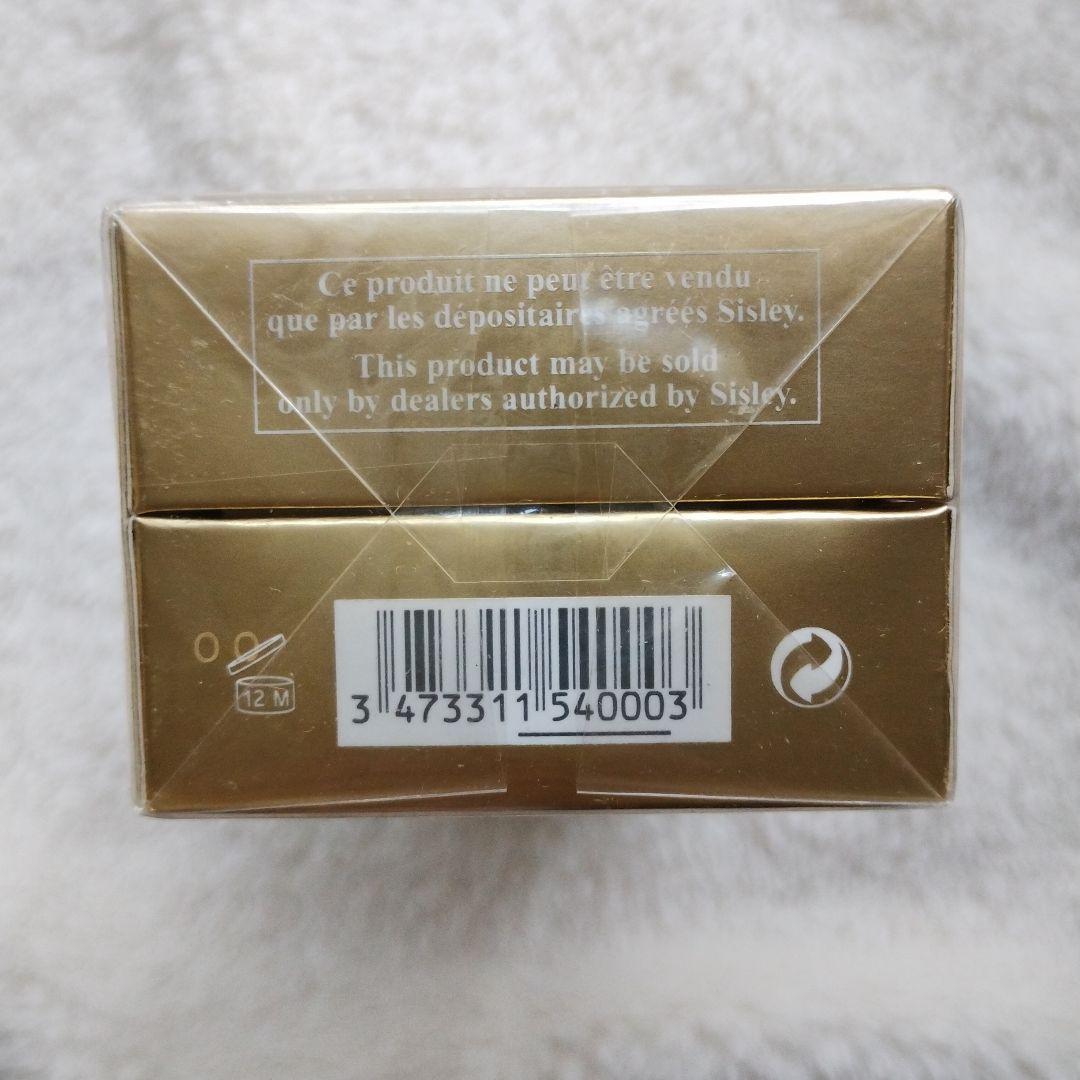 Ce produit ne peut être vendu
que par les dépositaires agréés Sisley.
This product may be sold
only by dealers authorized by Sisley.
00
12 M
3 473311 540003